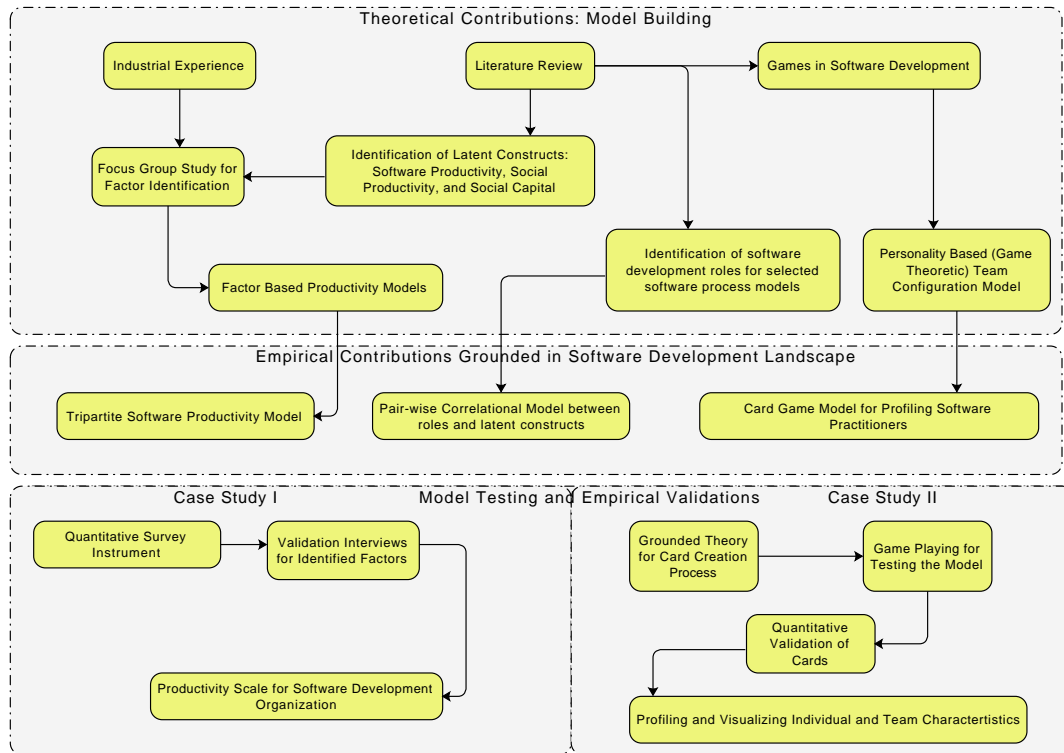 Theoretical Contributions: Model Building
Industrial Experience
Literature Review
Games in Software Development
Focus Group Study for
Factor Identification
Identification of Latent Constructs:
Software Productivity, Social
Productivity, and Social Capital
Identification of software
development roles for selected
software process models
Personality Based (Game
Theoretic) Team
Configuration Model
Factor Based Productivity Models
Empirical Contributions Grounded in Software Development Landscape
Tripartite Software Productivity Model
Pair-wise Correlational Model between
roles and latent constructs
Card Game Model for Profiling Software
Practitioners
Case Study I
Model Testing and Empirical Validations
Case Study II
Quantitative Survey
Instrument
Validation Interviews
for Identified Factors
Productivity Scale for Software Development
Organization
Grounded Theory
for Card Creation
Process
Game Playing for
Testing the Model
Quantitative
Validation of
Cards
Profiling and Visualizing Individual and Team Charactertistics